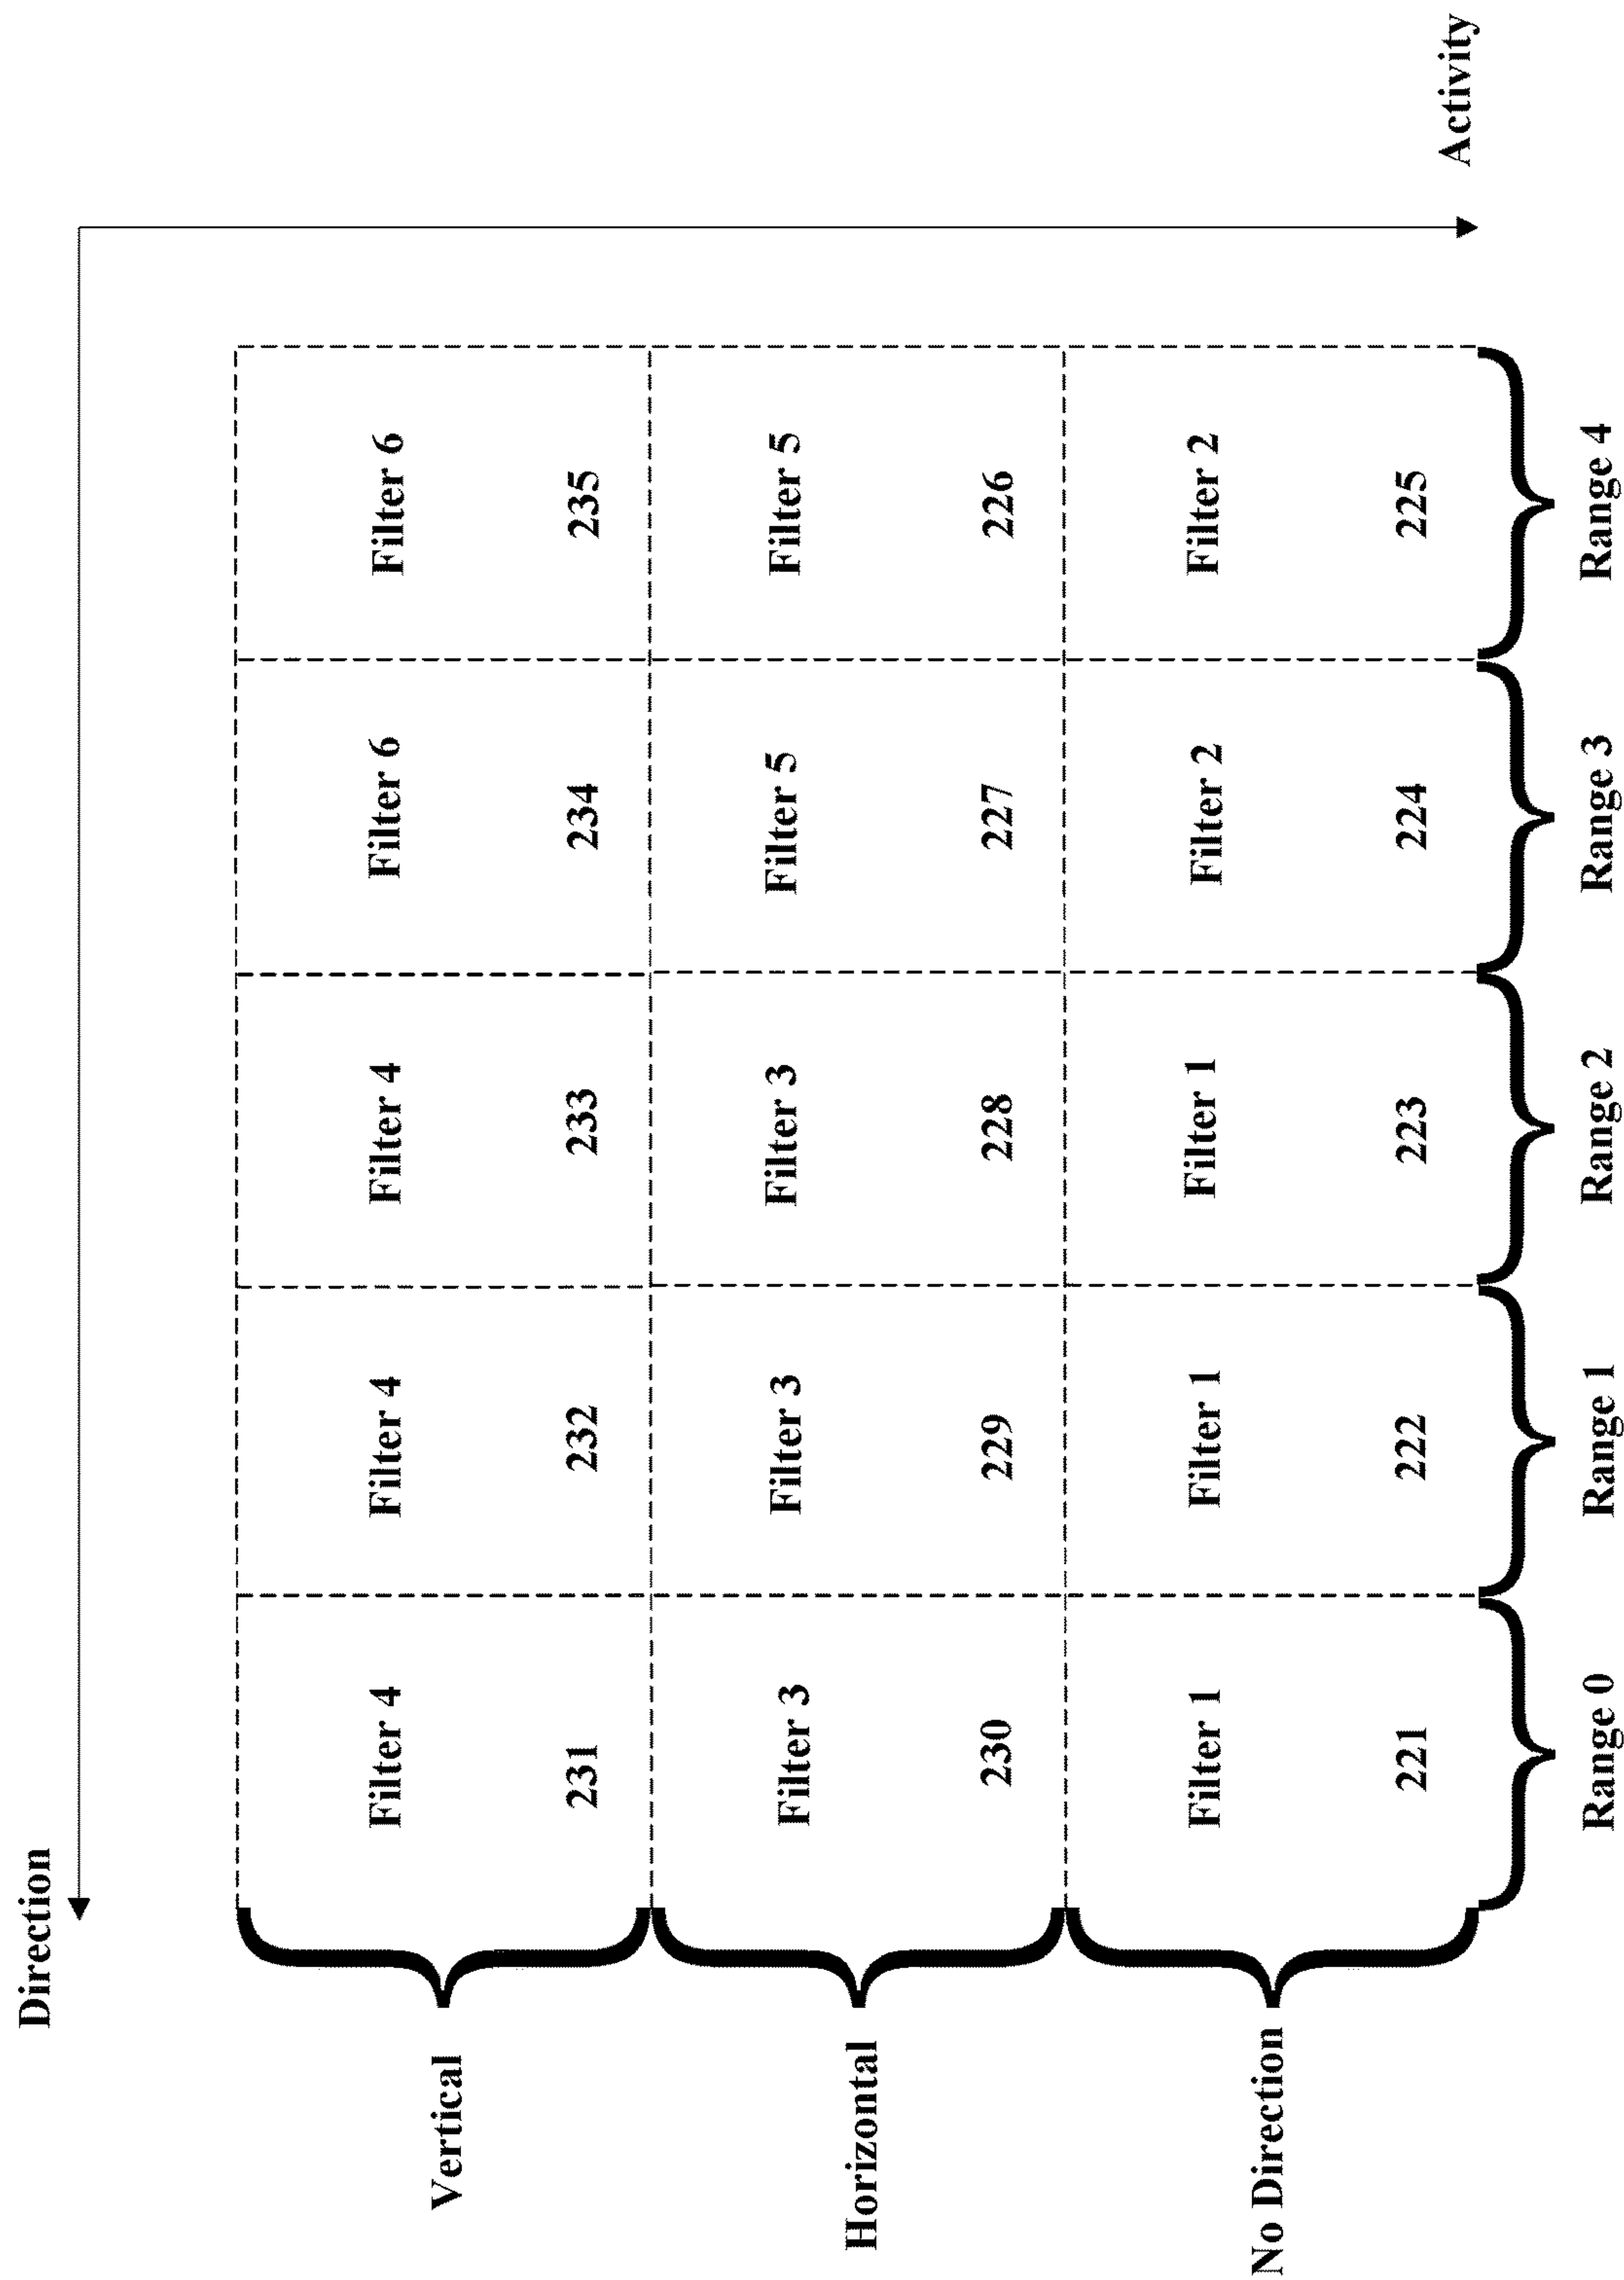 Direction
Vertical
Filter 4
Filter 4
Filter 4
Filter 6
Filter 6
231
232
233
234
235
Horizontal
Filter 3
Filter 3
Filter 3
Filter 5
Filter 5
230
229
228
227
226
No Direction
Filter 1
Filter 1
Filter 1
Filter 2
Filter 2
221
222
223
224
225
Activity
Range 0
Range 1
Range 2
Range 3
Range 4